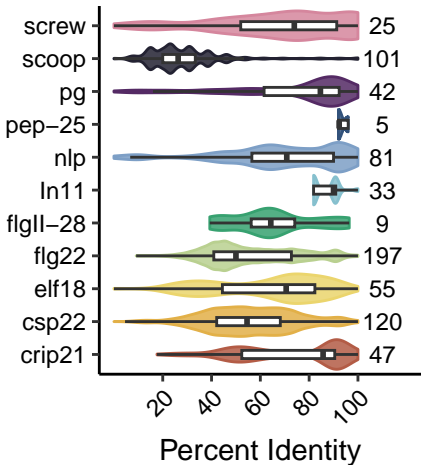 screw 25
scoop 101
pg 42
pep−25 5
nlp 81
In11 33
flgII−28 9
flg22 197
elf18 55
csp22 120
crip21 47
20 40 60 80 100
Percent Identity